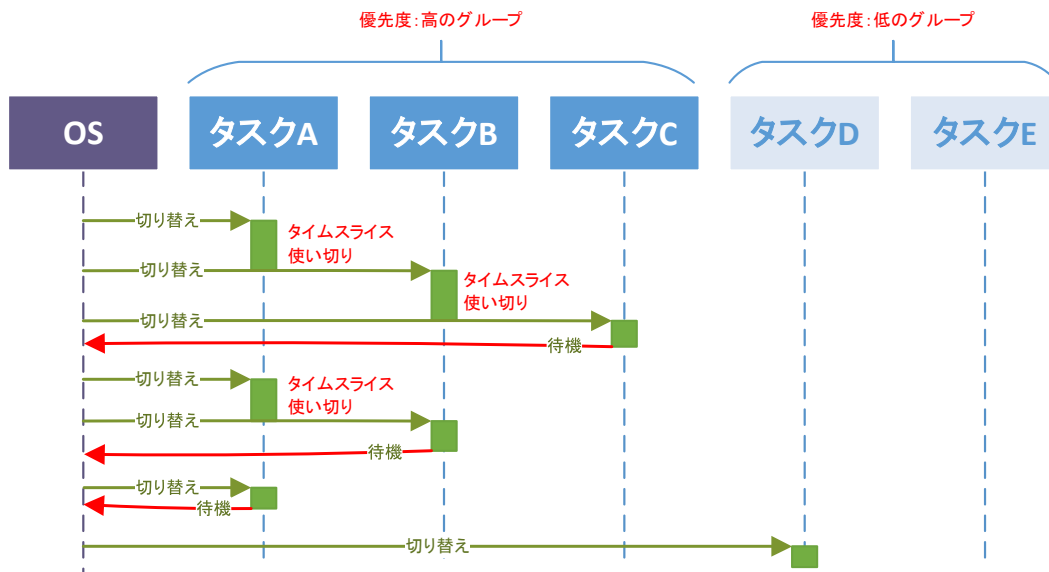 優先度：高のグループ
優先度：低のグループ
OS
タスクA
タスクB
タスクC
タスクD
タスクE
切り替え
タイムスライス
使い切り
切り替え
タイムスライス
使い切り
切り替え
待機
切り替え
タイムスライス
使い切り
切り替え
待機
切り替え
待機
切り替え